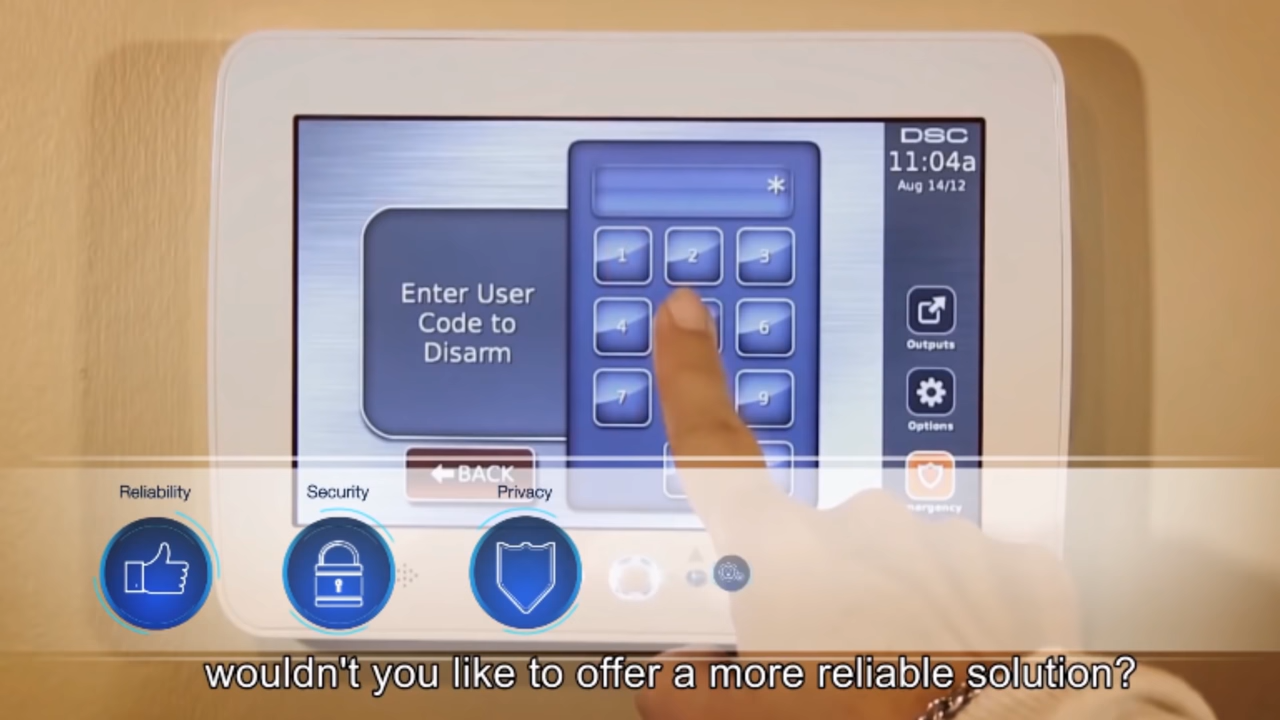 DSC
11:04a
Aug 14/12
*
1 2 3
Enter User
Code to
Disarm
4 6
7 9
Outputs
Options
BACK
Reliability Security Privacy
wouldn't you like to offer a more reliable solution?